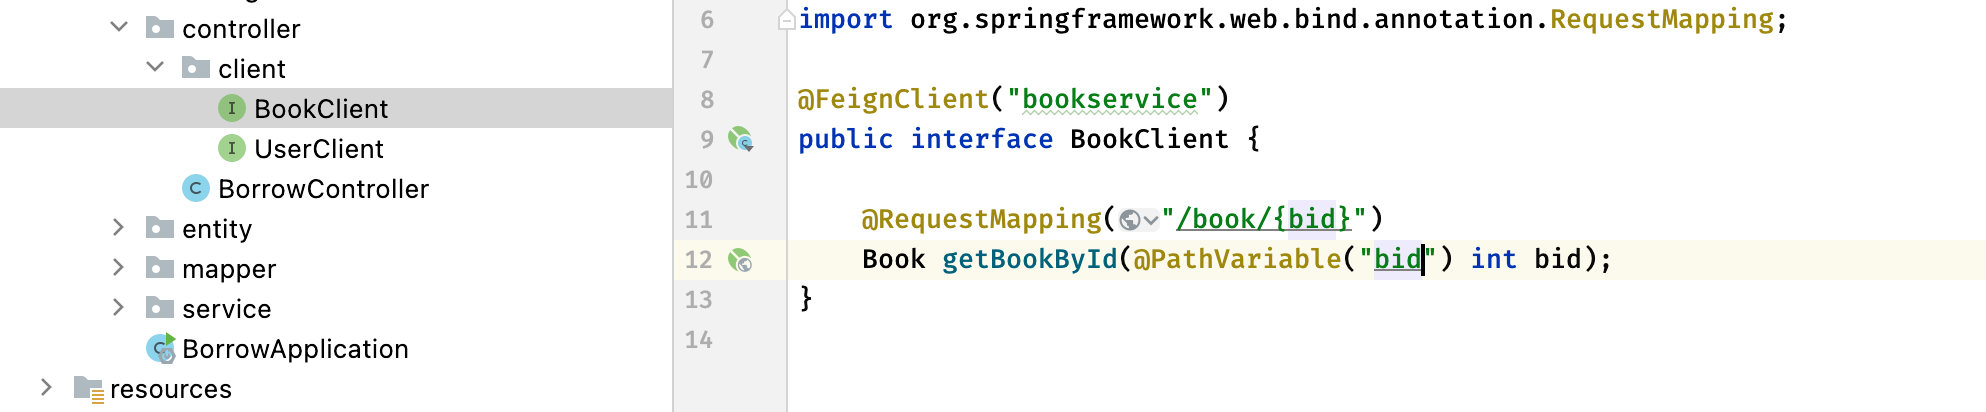 controller
client
BookClient
UserClient
BorrowController
entity
mapper
service
BorrowApplication
resources
6 import org.springframework.web.bind.annotation.RequestMapping;
7
8 @FeignClient("bookservice")
9 public interface BookClient {
10
11 @RequestMapping("/book/{bid}")
12 Book getBookById(@PathVariable("bid") int bid);
13 }
14